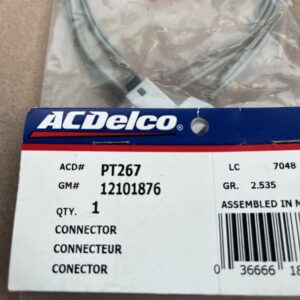 ACDelco
ACD# PT267
LC 7048
GM# 12101876
GR. 2.535
QTY. 1
ASSEMBLED IN
CONNECTOR
CONNECTEUR
CONECTOR
0 36666 18